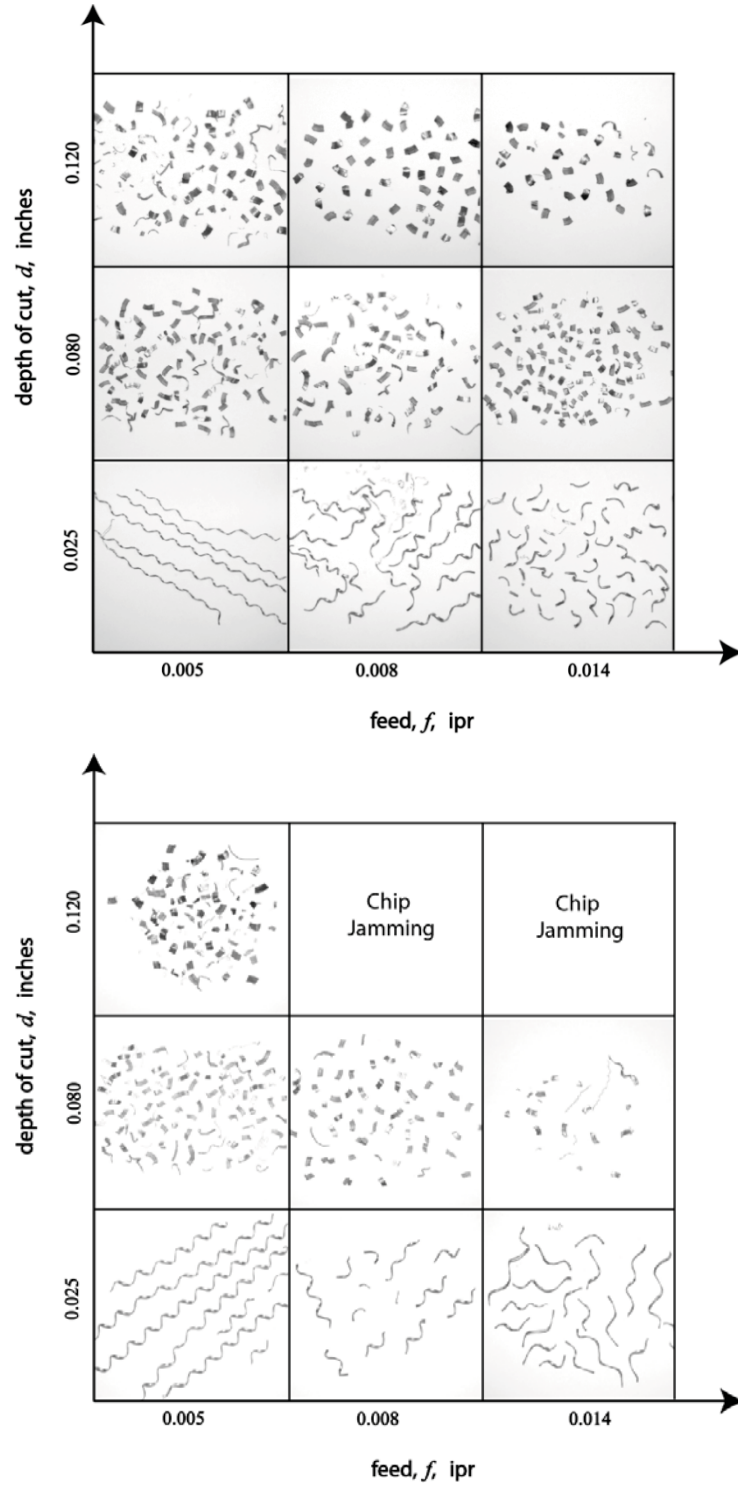 depth of cut, d, inches
0.120
0.080
0.025
0.005 0.008 0.014
feed, f, ipr
depth of cut, d, inches
0.120
0.080
0.025
Chip
Jamming
Chip
Jamming
0.005 0.008 0.014
feed, f, ipr